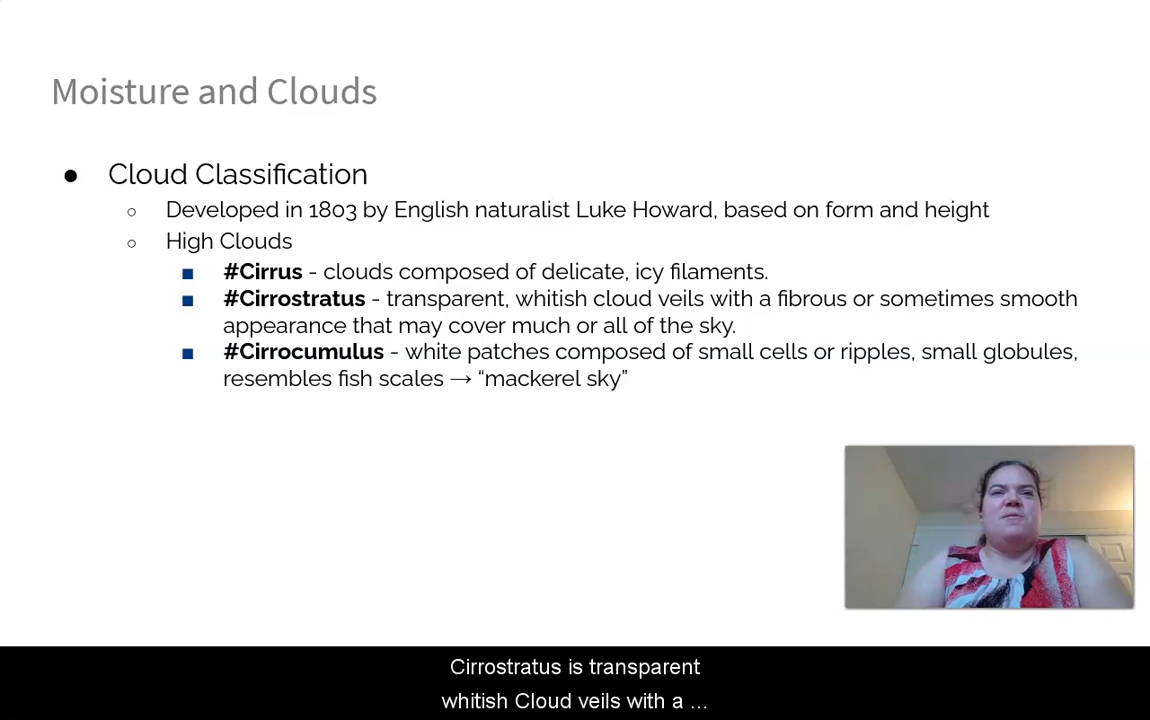 Moisture and Clouds
● Cloud Classification
○ Developed in 1803 by English naturalist Luke Howard, based on form and height
○ High Clouds
■ #Cirrus - clouds composed of delicate, icy filaments.
■ #Cirrostratus - transparent, whitish cloud veils with a fibrous or sometimes smooth
appearance that may cover much or all of the sky.
■ #Cirrocumulus - white patches composed of small cells or ripples, small globules,
resembles fish scales → “mackerel sky”
Cirrostratus is transparent
whitish Cloud veils with a ...